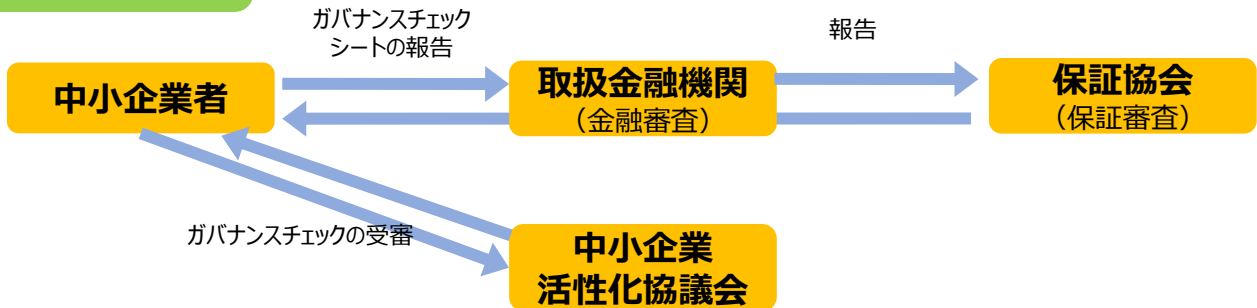 ガバナンスチェック
シートの報告
報告
中小企業者
取扱金融機関
（金融審査）
保証協会
（保証審査）
ガバナンスチェックの受審
中小企業
活性化協議会